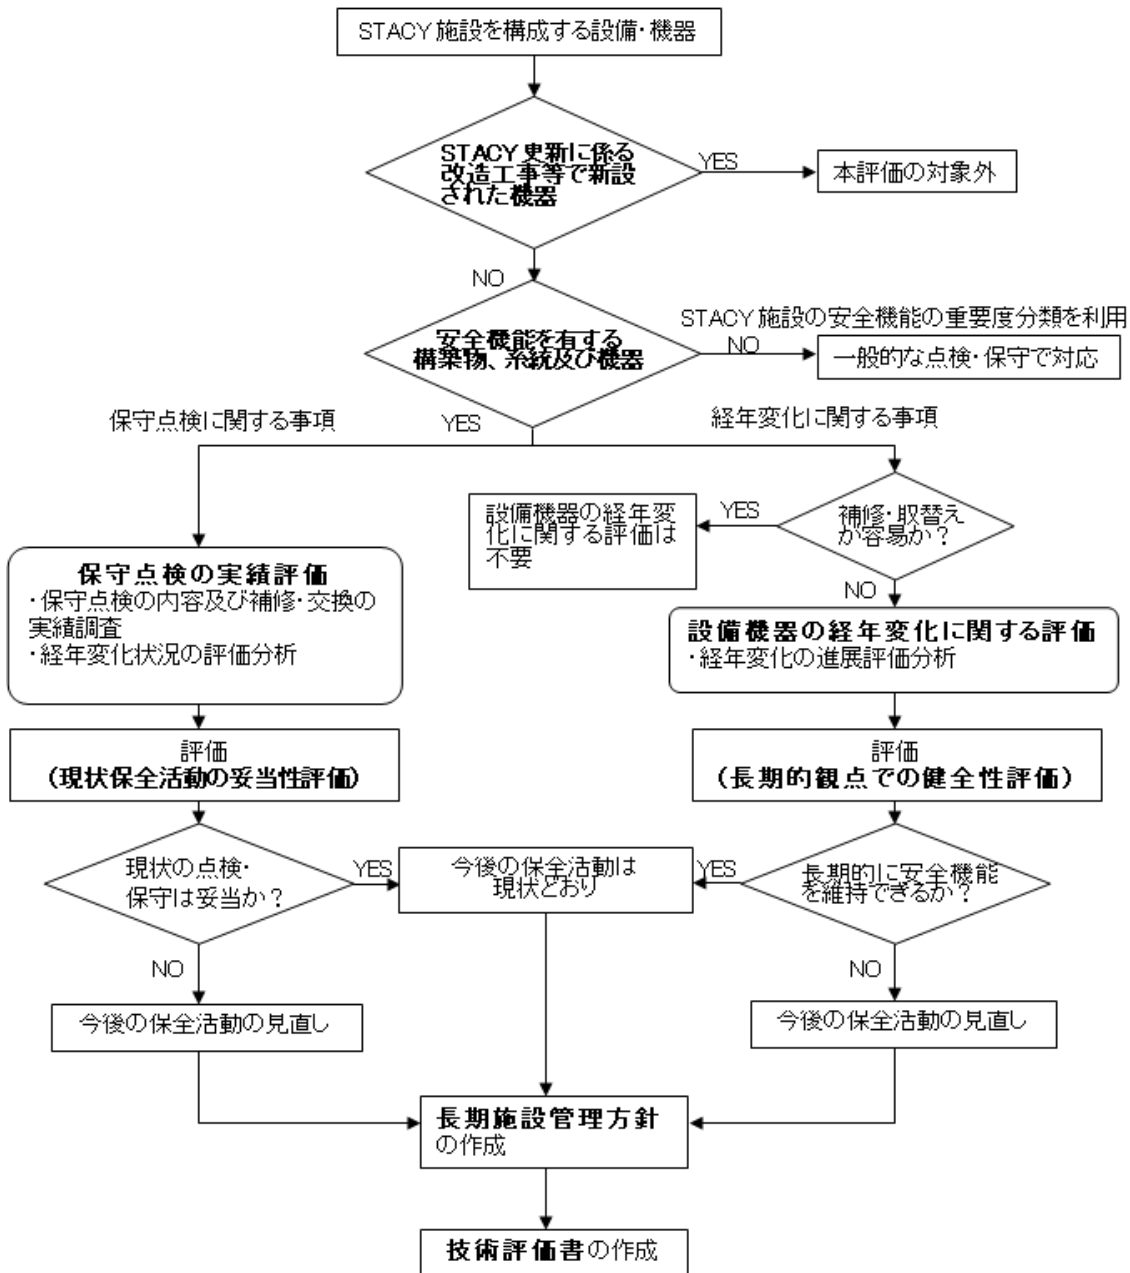 STACY 施設を構成する設備・機器
STACY 更新に係る
改造工事等で新設
された機器
YES
本評価の対象外
NO
STACY 施設の安全機能の重要度分類を利用
安全機能を有する
構築物、系統及び機器
NO
一般的な点検・保守で対応
保守点検に関する事項
YES
経年変化に関する事項
設備機器の経年変
化に関する評価は
不要
YES
補修・取替え
が容易か？
NO
保守点検の実績評価
・保守点検の内容及び補修・交換の
実績調査
・経年変化状況の評価分析
設備機器の経年変化に関する評価
・経年変化の進展評価分析
評価
（現状保全活動の妥当性評価）
評価
（長期的観点での健全性評価）
現状の点検・
保守は妥当か？
YES
今後の保全活動は
現状どおり
YES
長期的に安全機能
を維持できるか？
NO
NO
今後の保全活動の見直し
今後の保全活動の見直し
長期施設管理方針
の作成
技術評価書の作成